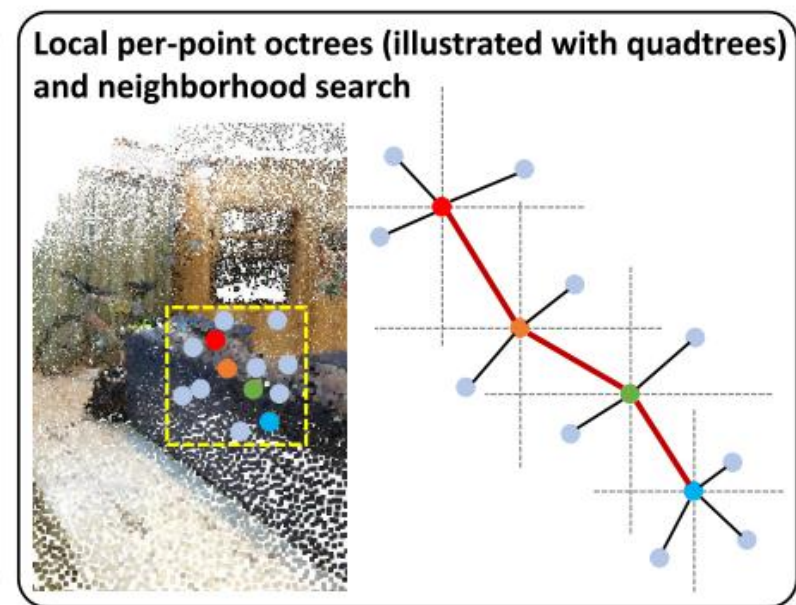 Local per-point octrees (illustrated with quadtrees)
and neighborhood search